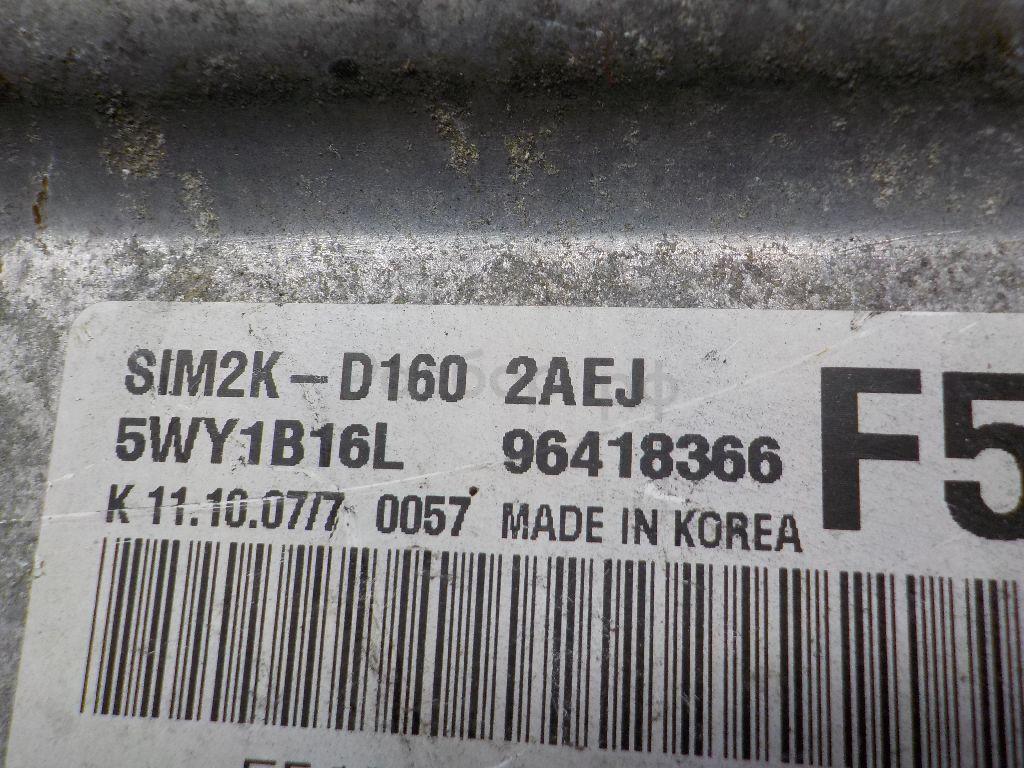 SIM2K-D160 2AEJ
5WY1B16L 96418366
F5
K 11.10.07/7 0057 MADE IN KOREA